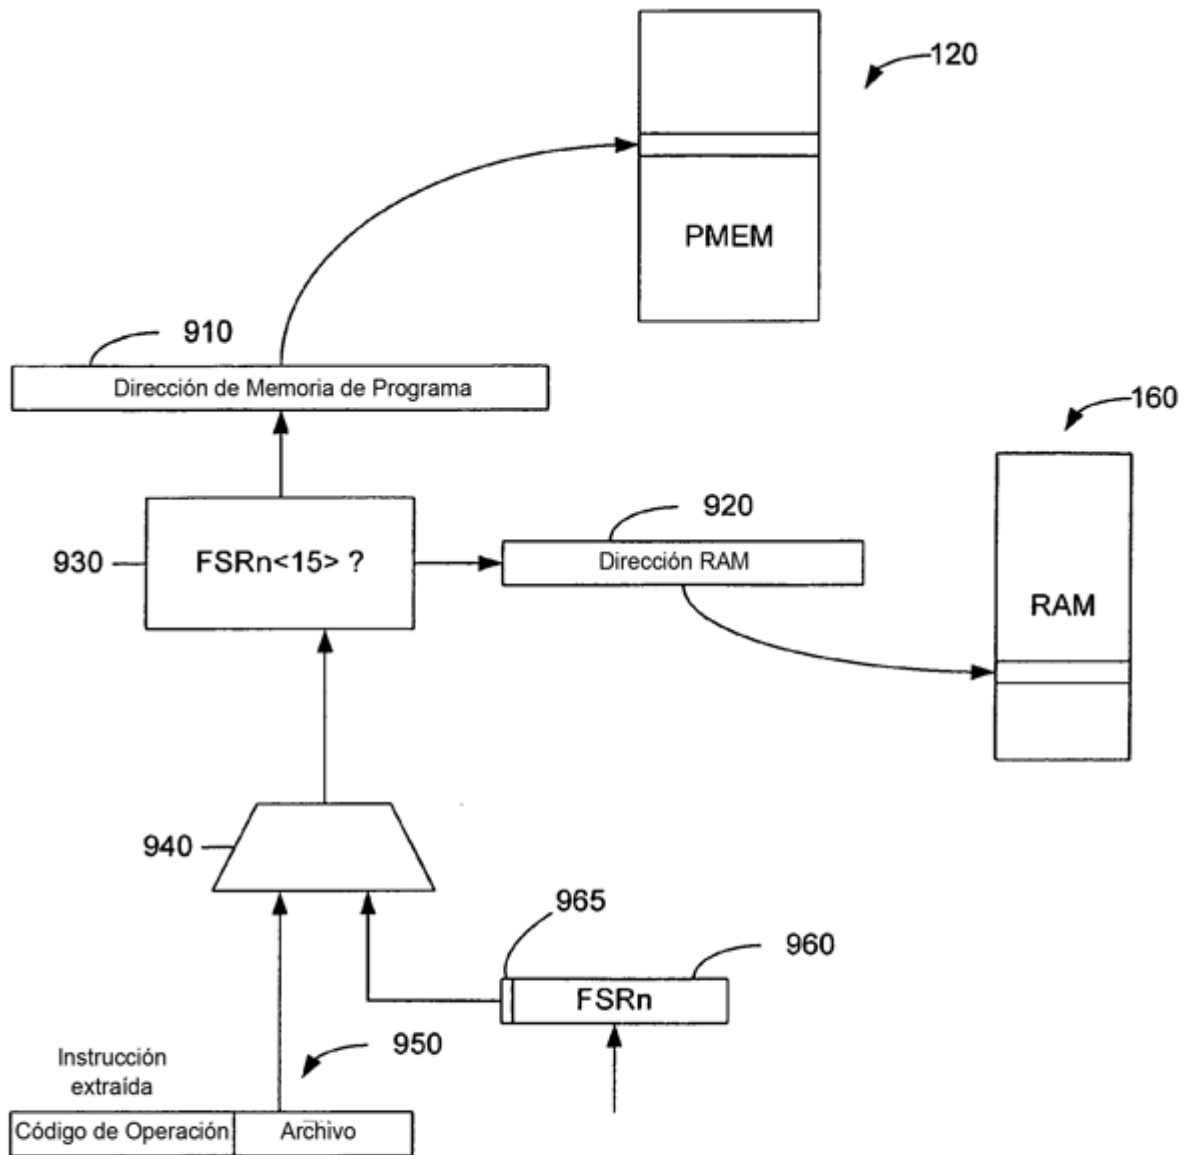 120
PMEM
910
Dirección de Memoria de Programa
160
920
930
FSRn<15> ?
Dirección RAM
RAM
940
965
960
FSRn
950
Instrucción
extraída
Código de Operación
Archivo